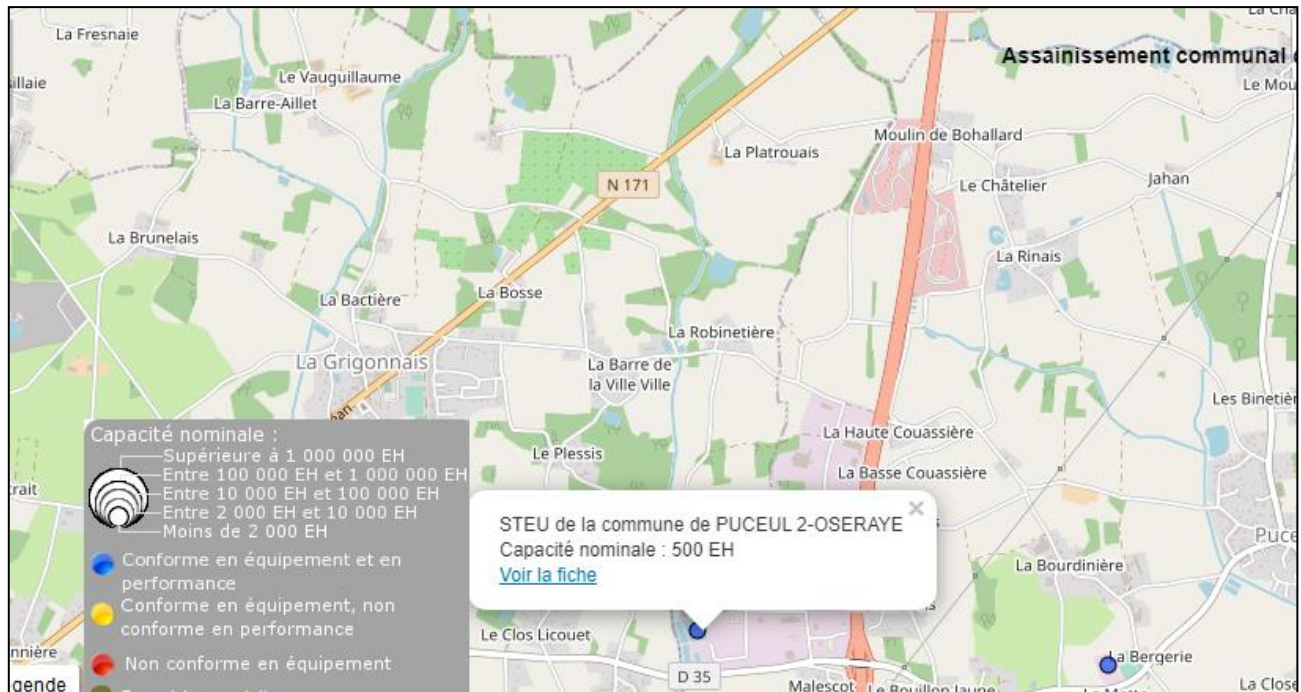 La Fresnaie
Assainissement communal
Le Vauguillaume
La Barre-Aillet
Moulin de Bohallard
La Platrouais
N 171
Le Châtelier
Jahan
La Brunelais
La Rinais
La Bactière
La Bosse
La Robinetière
La Grigonnais
La Barre de
la Ville Ville
Les Binetièr
La Haute Couassière
Le Plessis
La Basse Couassière
Capacité nominale :
Supérieure à 1 000 000 EH
Entre 100 000 EH et 1 000 000 EH
Entre 10 000 EH et 100 000 EH
Entre 2 000 EH et 10 000 EH
Moins de 2 000 EH
Conforme en équipement et en
performance
Conforme en équipement, non
conforme en performance
Non conforme en équipement
STEU de la commune de PUCEUL 2-OSERAYE
Capacité nominale : 500 EH
Voir la fiche
×
Puce
La Bourdinière
Le Clos Licouet
La Bergerie
D 35
Malescot
Le Bouillon Jaune
La Close
gende